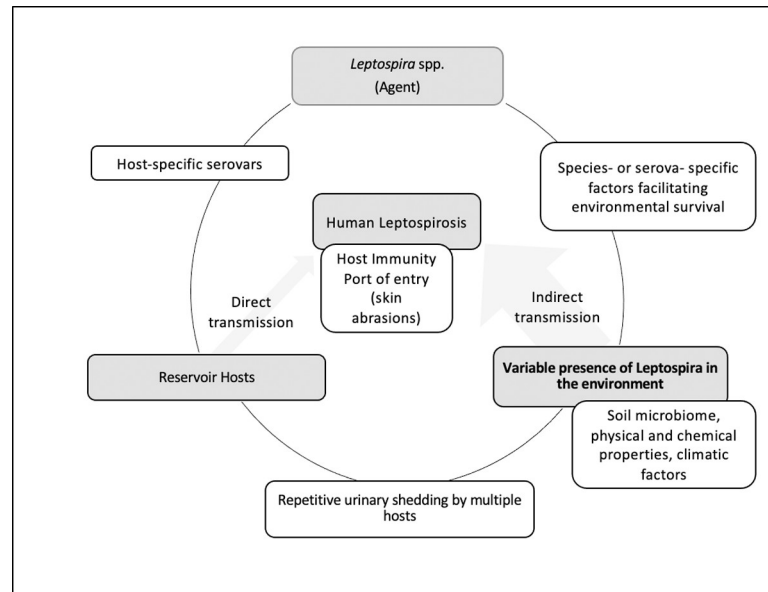 Leptospira spp.
(Agent)
Host-specific serovars
Species- or serova- specific
factors facilitating
environmental survival
Human Leptospirosis
Host Immunity
Port of entry
(skin
abrasions)
Direct
transmission
Indirect
transmission
Reservoir Hosts
Variable presence of Leptospira in
the environment
Soil microbiome,
physical and chemical
properties, climatic
factors
Repetitive urinary shedding by multiple
hosts